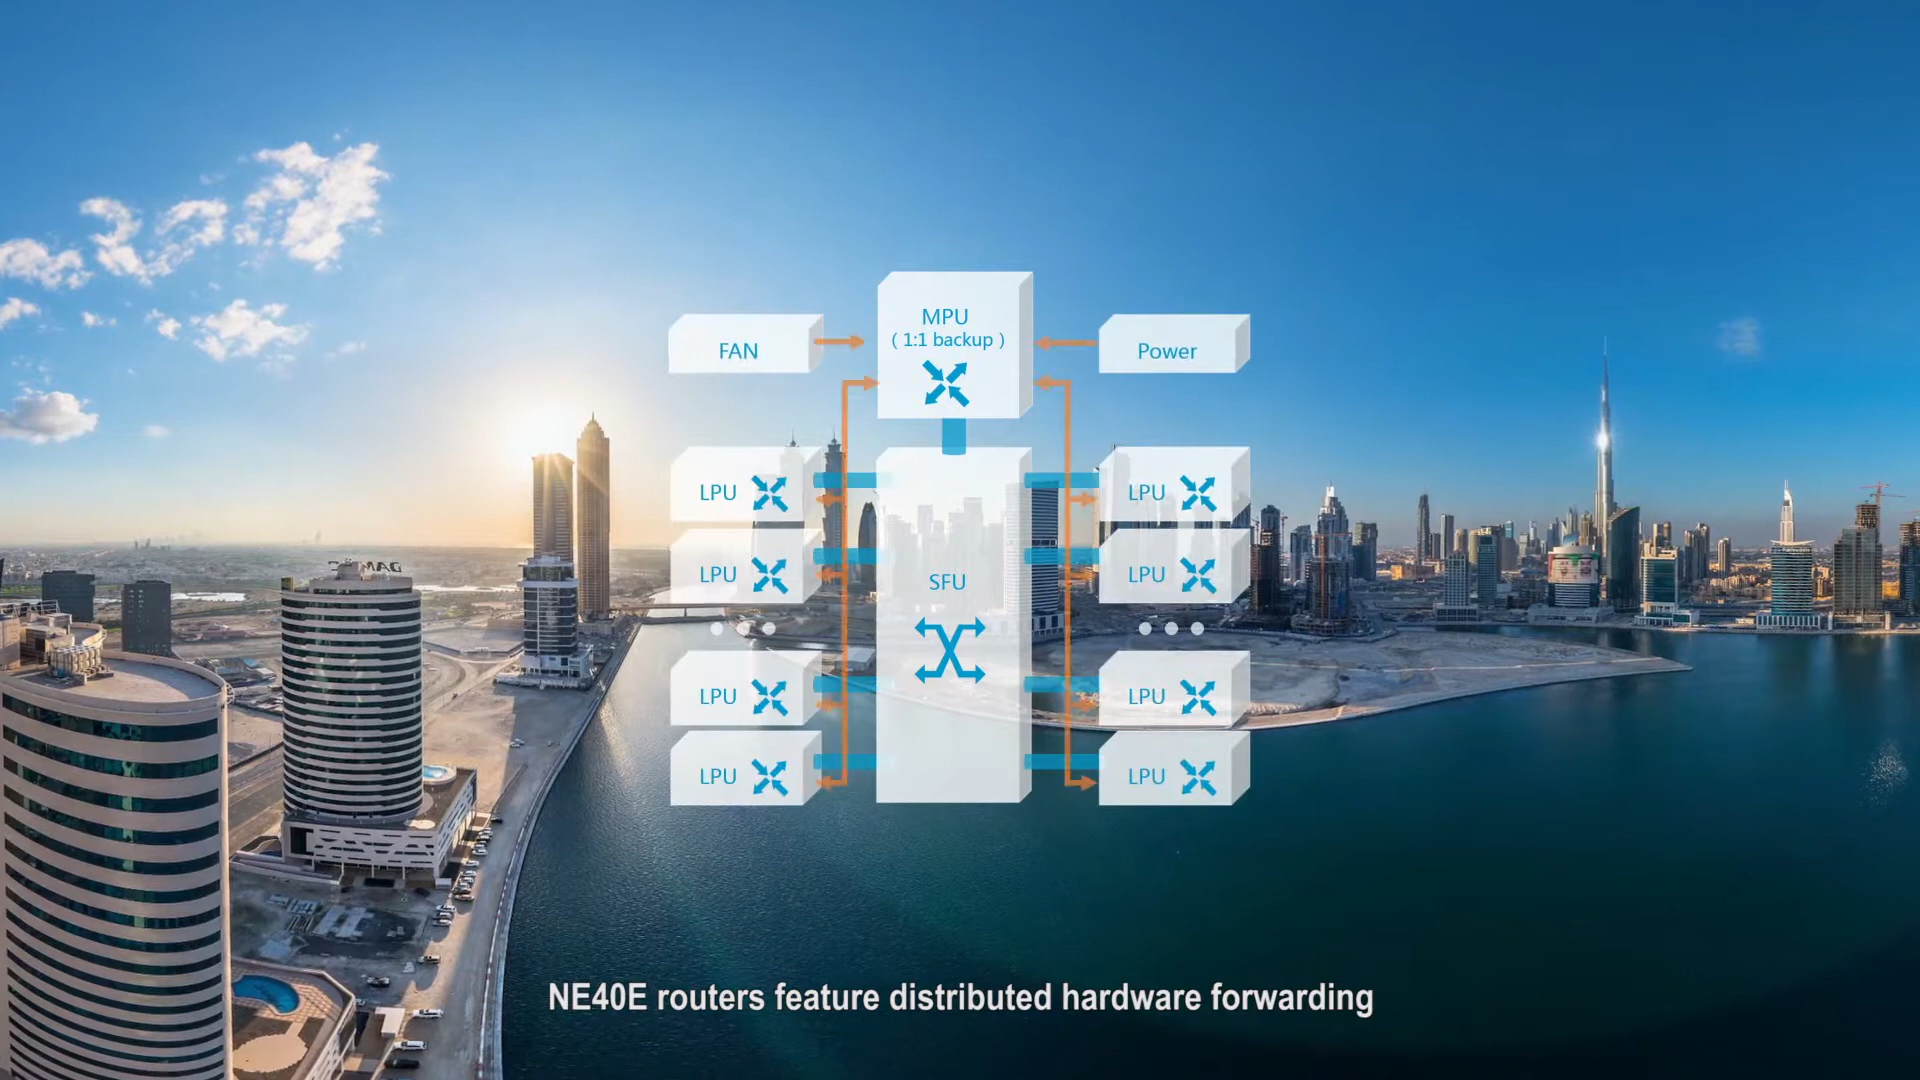 MPU
( 1:1 backup )
FAN
Power
LPU
LPU
LPU
LPU
SFU
LPU
LPU
LPU
LPU
NE40E routers feature distributed hardware forwarding